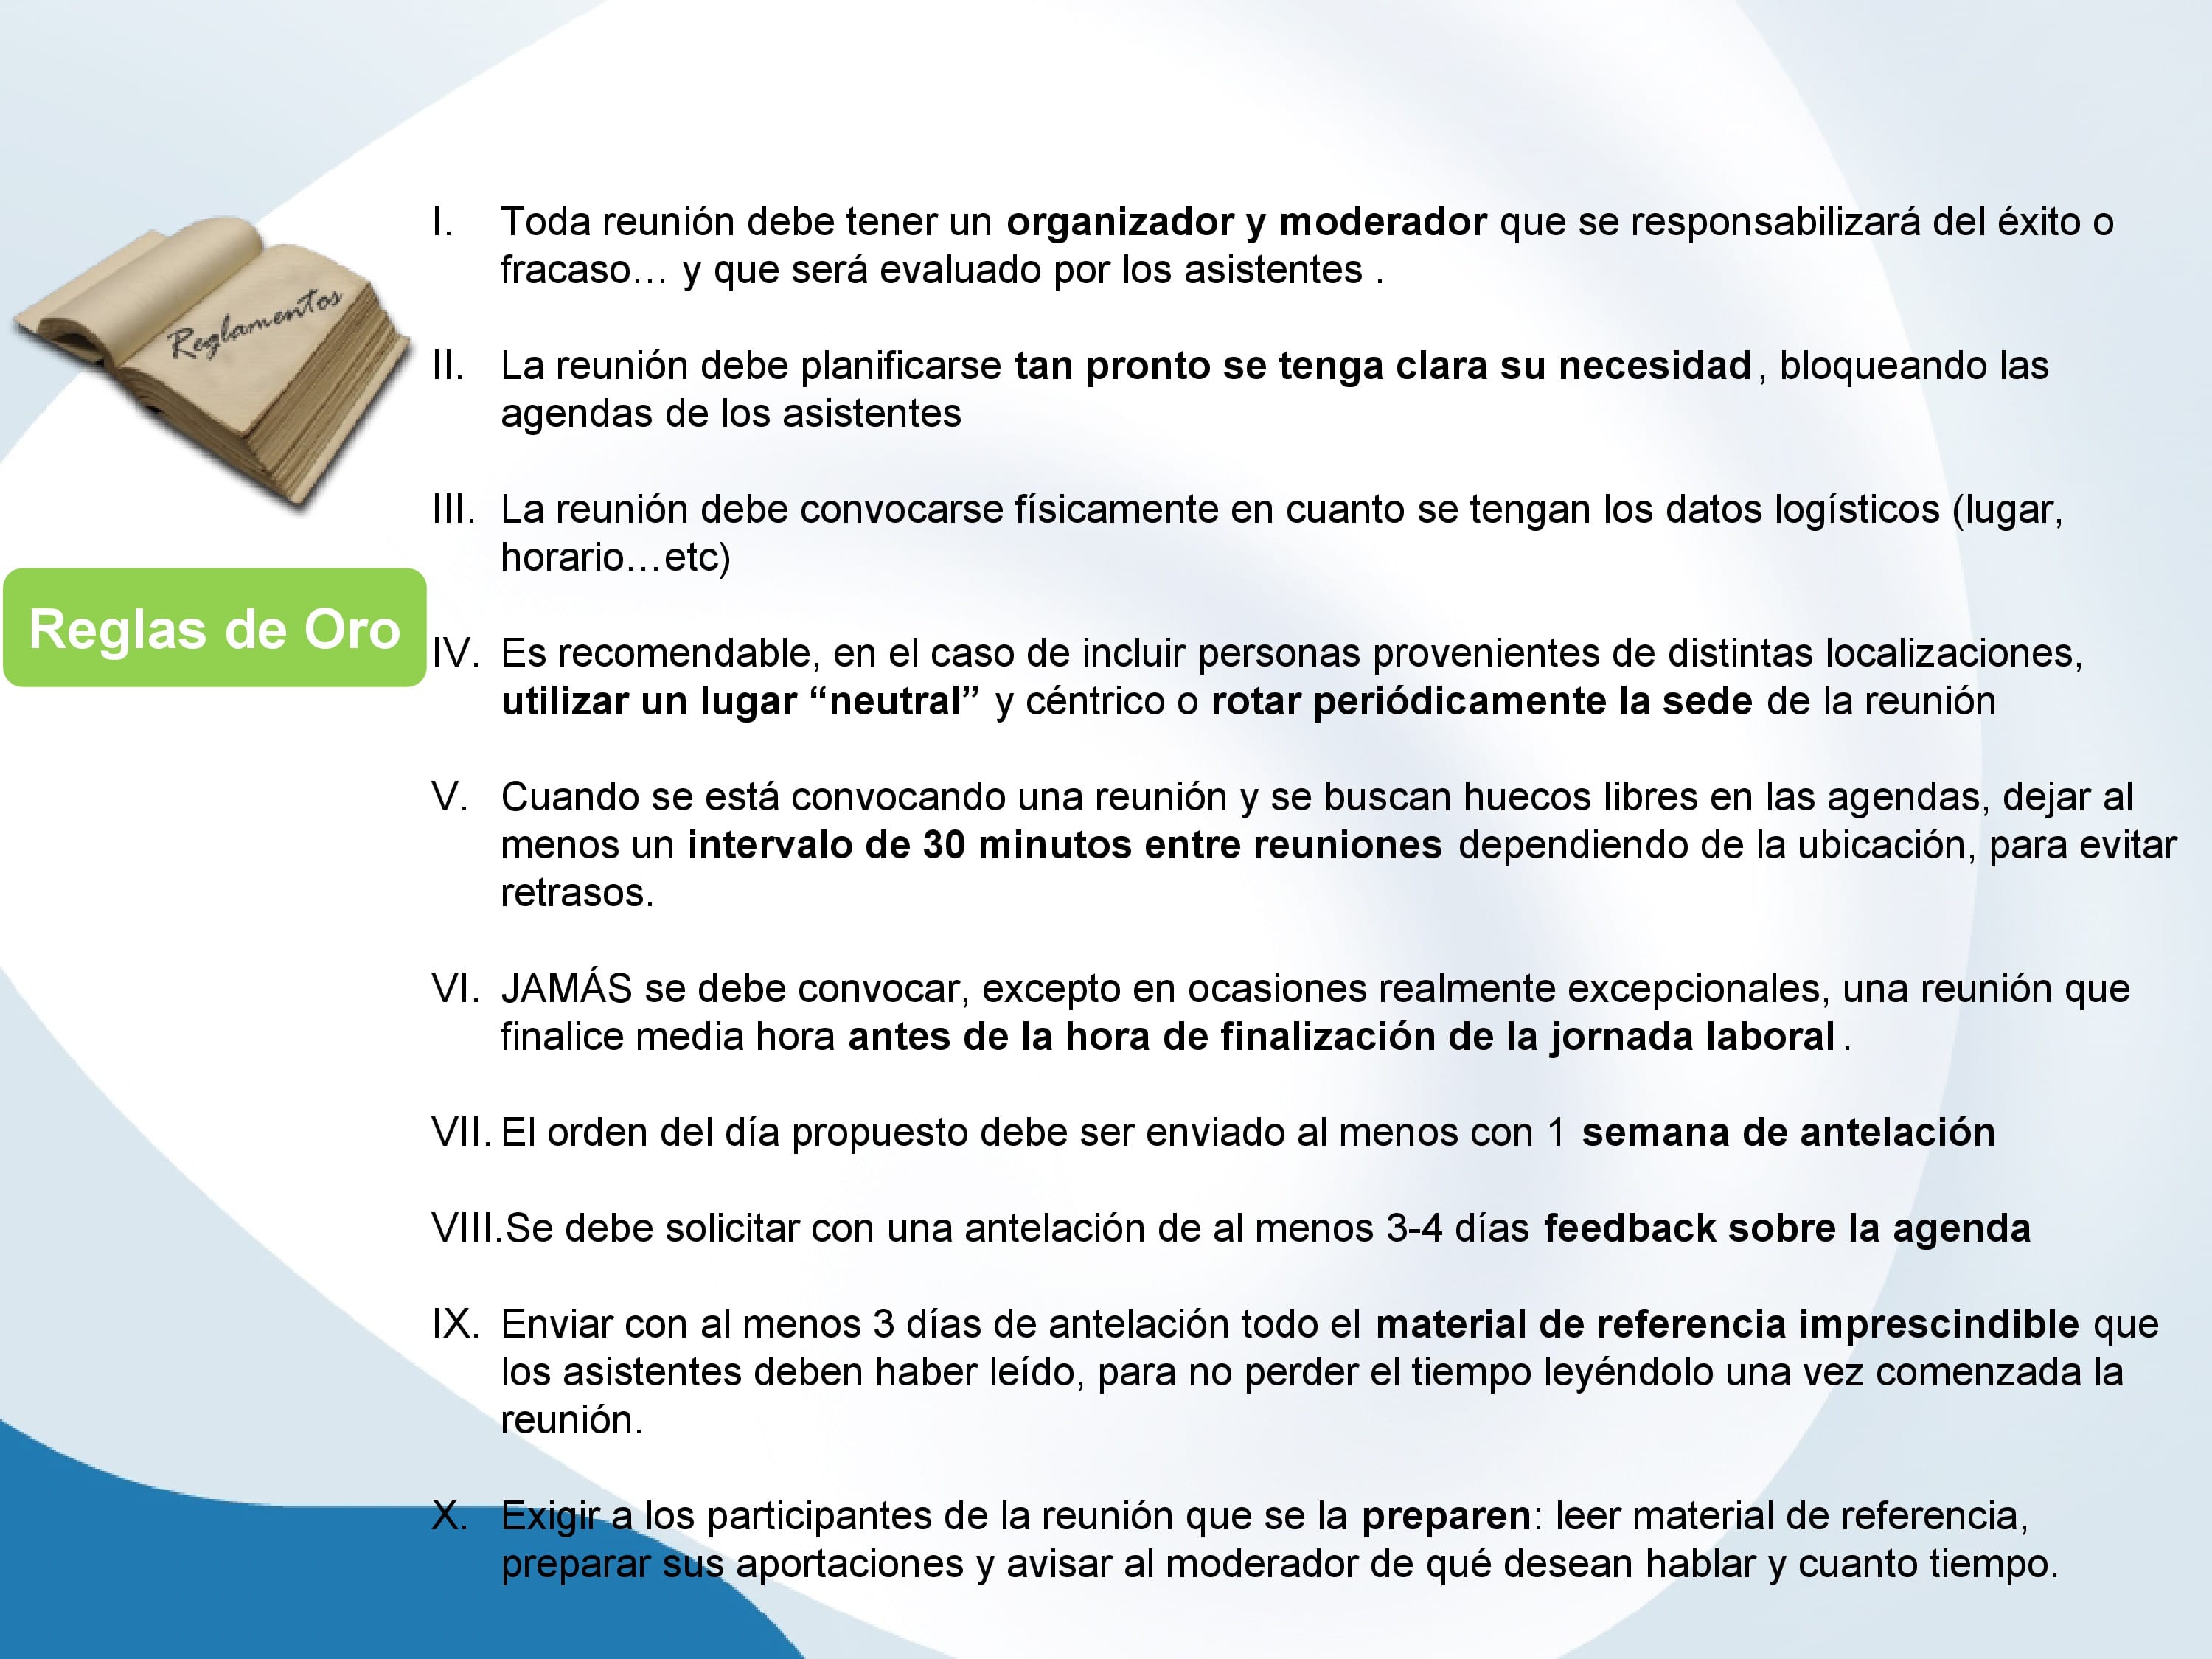 Reglamentos
Reglas de Oro
I. Toda reunión debe tener un organizador y moderador que se responsabilizará del éxito o
fracaso… y que será evaluado por los asistentes .
II. La reunión debe planificarse tan pronto se tenga clara su necesidad, bloqueando las
agendas de los asistentes
III. La reunión debe convocarse físicamente en cuanto se tengan los datos logísticos (lugar,
horario…etc)
IV. Es recomendable, en el caso de incluir personas provenientes de distintas localizaciones,
utilizar un lugar “neutral” y céntrico o rotar periódicamente la sede de la reunión
V. Cuando se está convocando una reunión y se buscan huecos libres en las agendas, dejar al
menos un intervalo de 30 minutos entre reuniones dependiendo de la ubicación, para evitar
retrasos.
VI. JAMÁS se debe convocar, excepto en ocasiones realmente excepcionales, una reunión que
finalice media hora antes de la hora de finalización de la jornada laboral.
VII. El orden del día propuesto debe ser enviado al menos con 1 semana de antelación
VIII. Se debe solicitar con una antelación de al menos 3-4 días feedback sobre la agenda
IX. Enviar con al menos 3 días de antelación todo el material de referencia imprescindible que
los asistentes deben haber leído, para no perder el tiempo leyéndolo una vez comenzada la
reunión.
X. Exigir a los participantes de la reunión que se la preparen: leer material de referencia,
preparar sus aportaciones y avisar al moderador de qué desean hablar y cuanto tiempo.